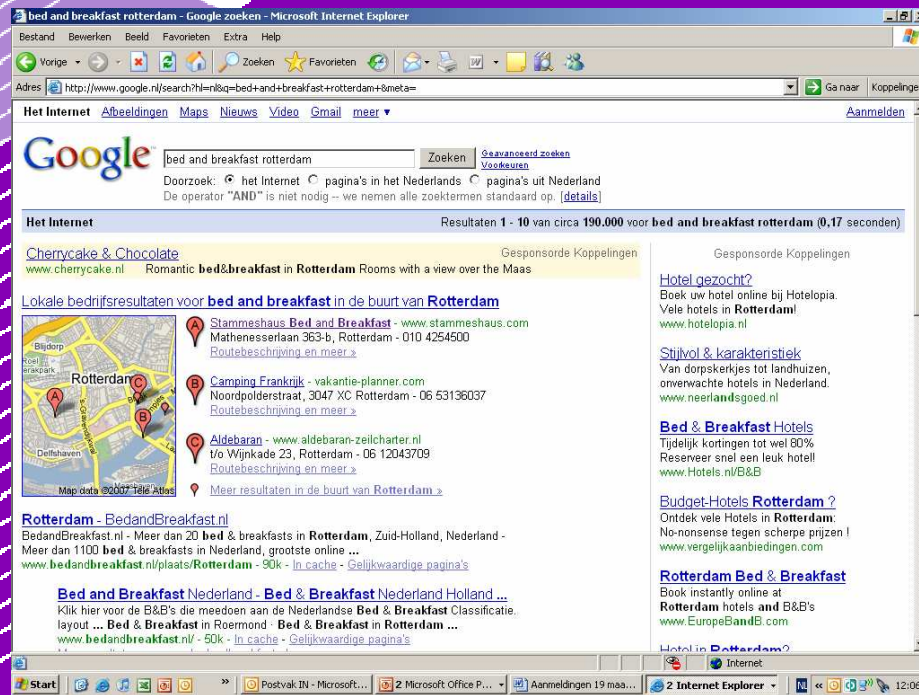 bed and breakfast rotterdam - Google zoeken - Microsoft Internet Explorer
Bestand Bewerken Beeld Favorieten Extra Help
Vorige Zoeken Favorieten
Adres http://www.google.nl/search?hl=nl&q=bed+and+breakfast+rotterdam+&meta= Ga naar Koppelinge
Het Internet Afbeeldingen Maps Nieuws Video Gmail meer ▼ Aanmelden
Google bed and breakfast rotterdam Zoeken Geavanceerd zoeken
Voorkeuren
Doorzoek: het Internet pagina's in het Nederlands pagina's uit Nederland
De operator "AND" is niet nodig -- we nemen alle zoektermen standaard op. [details]
Het Internet Resultaten 1 - 10 van circa 190.000 voor bed and breakfast rotterdam (0,17 seconden)
Cherrycake & Chocolate Gesponsorde Koppelingen
www.cherrycake.nl Romantic bed&breakfast in Rotterdam Rooms with a view over the Maas
Lokale bedrijfsresultaten voor bed and breakfast in de buurt van Rotterdam
Blijdorp
Rotterdam
Delfshaven
Map data ©2007 Tele Atlas
A Stammeshaus Bed and Breakfast - www.stammeshaus.com
Mathenesserlaan 363-b, Rotterdam - 010 4254500
Routebeschrijving en meer »
B Camping Frankrijk - vakantie-planner.com
Noordpolderstraat, 3047 XC Rotterdam - 06 53136037
Routebeschrijving en meer »
C Aldebaran - www.aldebaran-zeilcharter.nl
t/o Wijnkade 23, Rotterdam - 06 12043709
Routebeschrijving en meer »
Meer resultaten in de buurt van Rotterdam »
Rotterdam - BedandBreakfast.nl
BedandBreakfast.nl - Meer dan 20 bed & breakfasts in Rotterdam, Zuid-Holland, Nederland -
Meer dan 1100 bed & breakfasts in Nederland, grootste online ...
www.bedandbreakfast.nl/plaats/Rotterdam - 90k - In cache - Gelijkwaardige pagina's
Bed and Breakfast Nederland - Bed & Breakfast Nederland Holland ...
Klik hier voor de B&B's die meedoen aan de Nederlandse Bed & Breakfast Classificatie.
layout ... Bed & Breakfast in Roermond · Bed & Breakfast in Rotterdam ...
www.bedandbreakfast.nl/ - 50k - In cache - Gelijkwaardige pagina's
Gesponsorde Koppelingen
Hotel gezocht?
Boek uw hotel online bij Hotelopia.
Vele hotels in Rotterdam!
www.hotelopia.nl
Stijlvol & karakteristiek
Van dorpskerkjes tot landhuizen,
onverwachte hotels in Nederland.
www.neerlandsgoed.nl
Bed & Breakfast Hotels
Tijdelijk kortingen tot wel 80%
Reserveer snel een leuk hotel!
www.Hotels.nl/B&B
Budget-Hotels Rotterdam ?
Ontdek vele Hotels in Rotterdam:
No-nonsense tegen scherpe prijzen !
www.vergelijkaanbiedingen.com
Rotterdam Bed & Breakfast
Book instantly online at
Rotterdam hotels and B&B's
www.EuropeBandB.com
Hotel in Rotterdam?
Internet
Start » Postvak IN - Microsoft... 2 Microsoft Office P... Aanmeldingen 19 maa... 2 Internet Explorer NL « 12:06